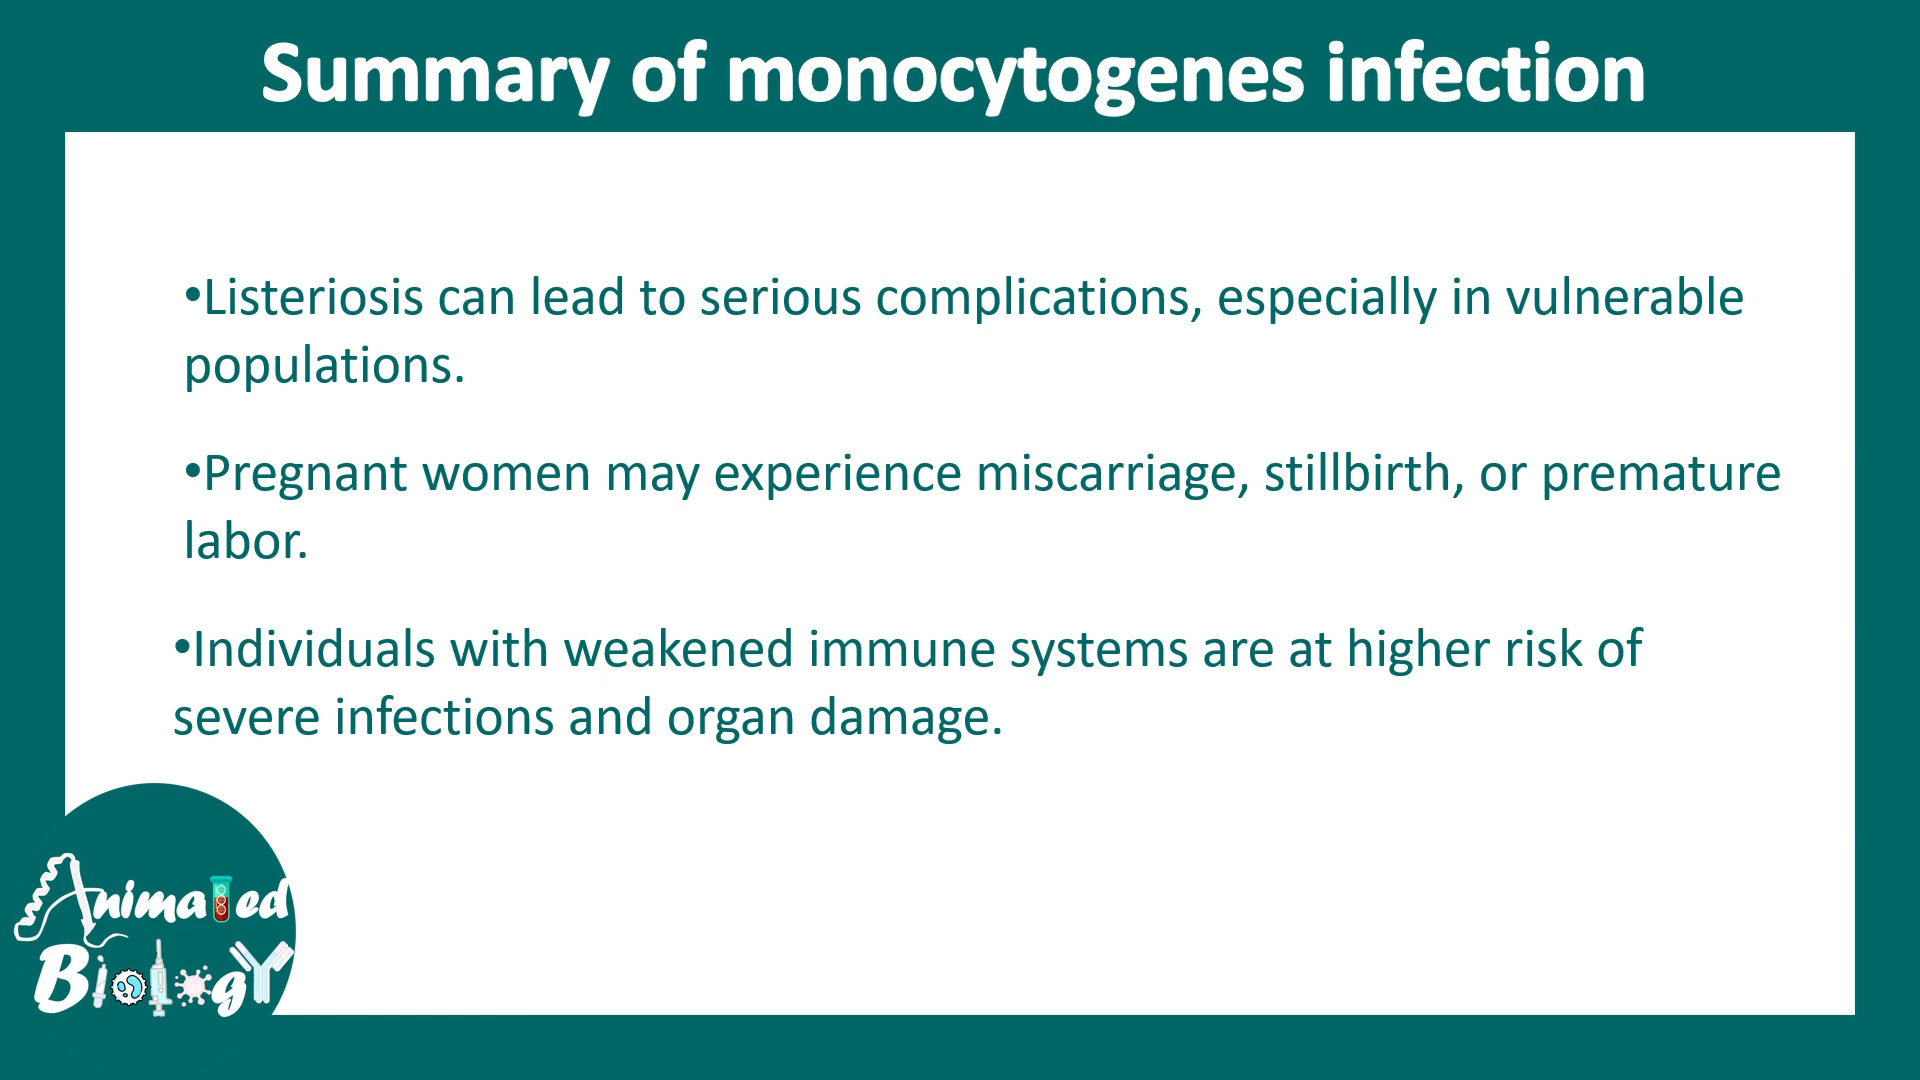 Summary of monocytogenes infection
•Listeriosis can lead to serious complications, especially in vulnerable
populations.
•Pregnant women may experience miscarriage, stillbirth, or premature
labor.
•Individuals with weakened immune systems are at higher risk of
severe infections and organ damage.
Animated
Biology